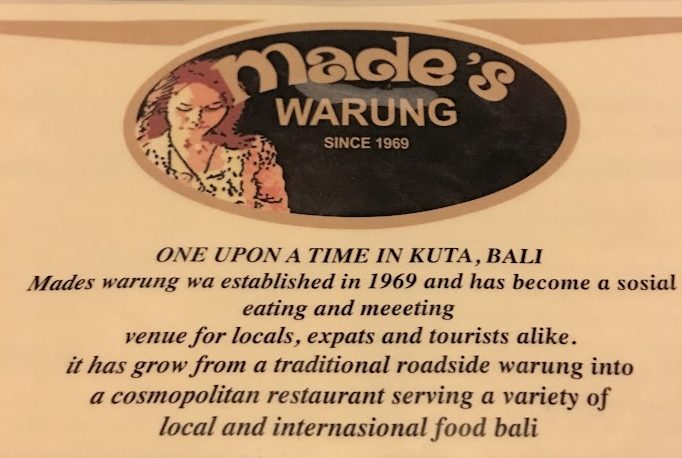 made's
WARUNG
SINCE 1969
ONE UPON A TIME IN KUTA, BALI
Mades warung wa established in 1969 and has become a sosial
eating and meeeting
venue for locals, expats and tourists alike.
it has grow from a traditional roadside warung into
a cosmopolitan restaurant serving a variety of
local and internasional food bali